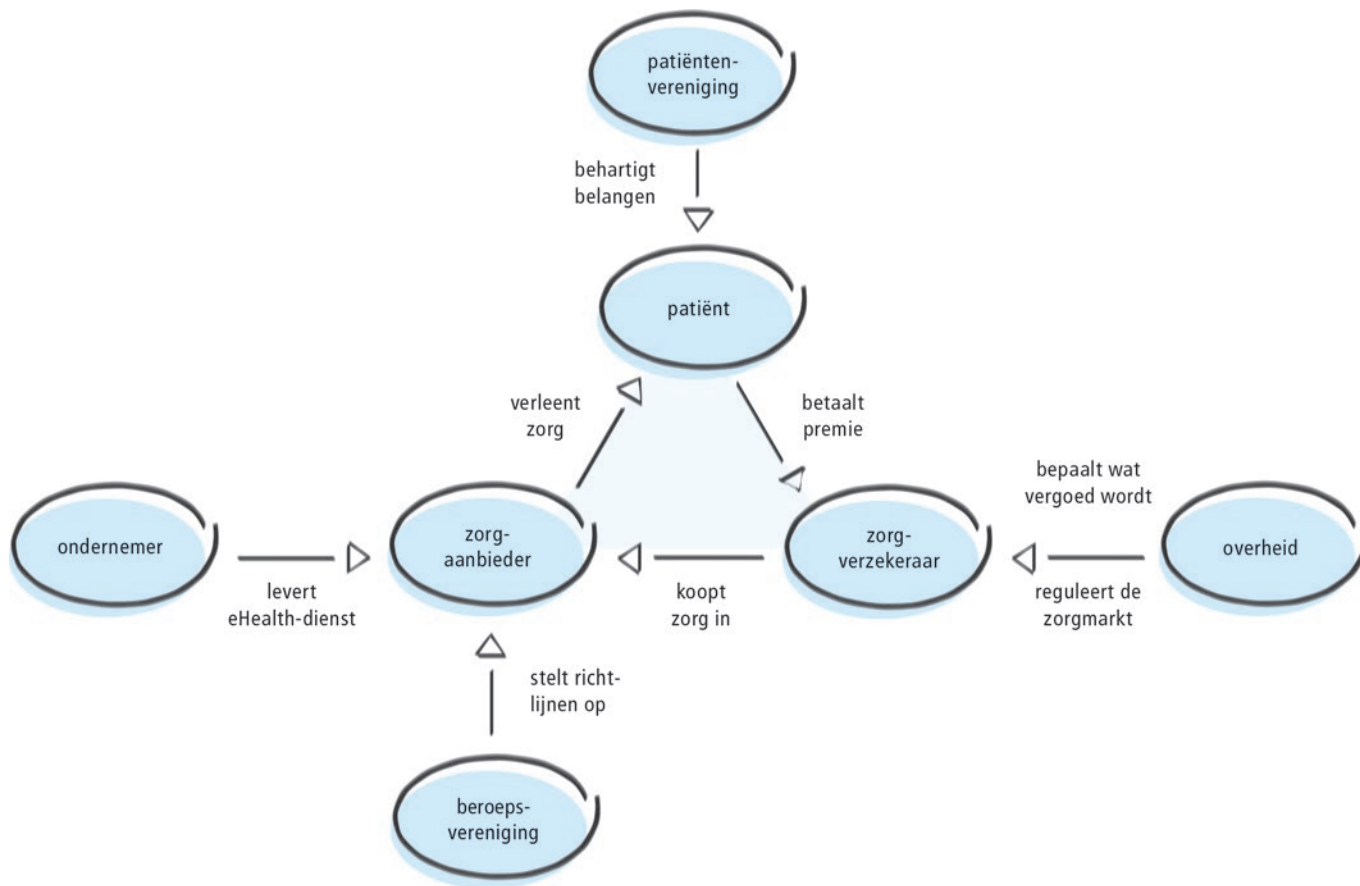 patiënten-
vereniging
behartigt
belangen
patiënt
verleent
zorg
betaalt
premie
bepaalt wat
vergoed wordt
ondernemer
zorg-
aanbieder
zorg-
verzekeraar
overheid
levert
eHealth-dienst
koopt
zorg in
reguleert de
zorgmarkt
stelt richt-
lijnen op
beroeps-
vereniging